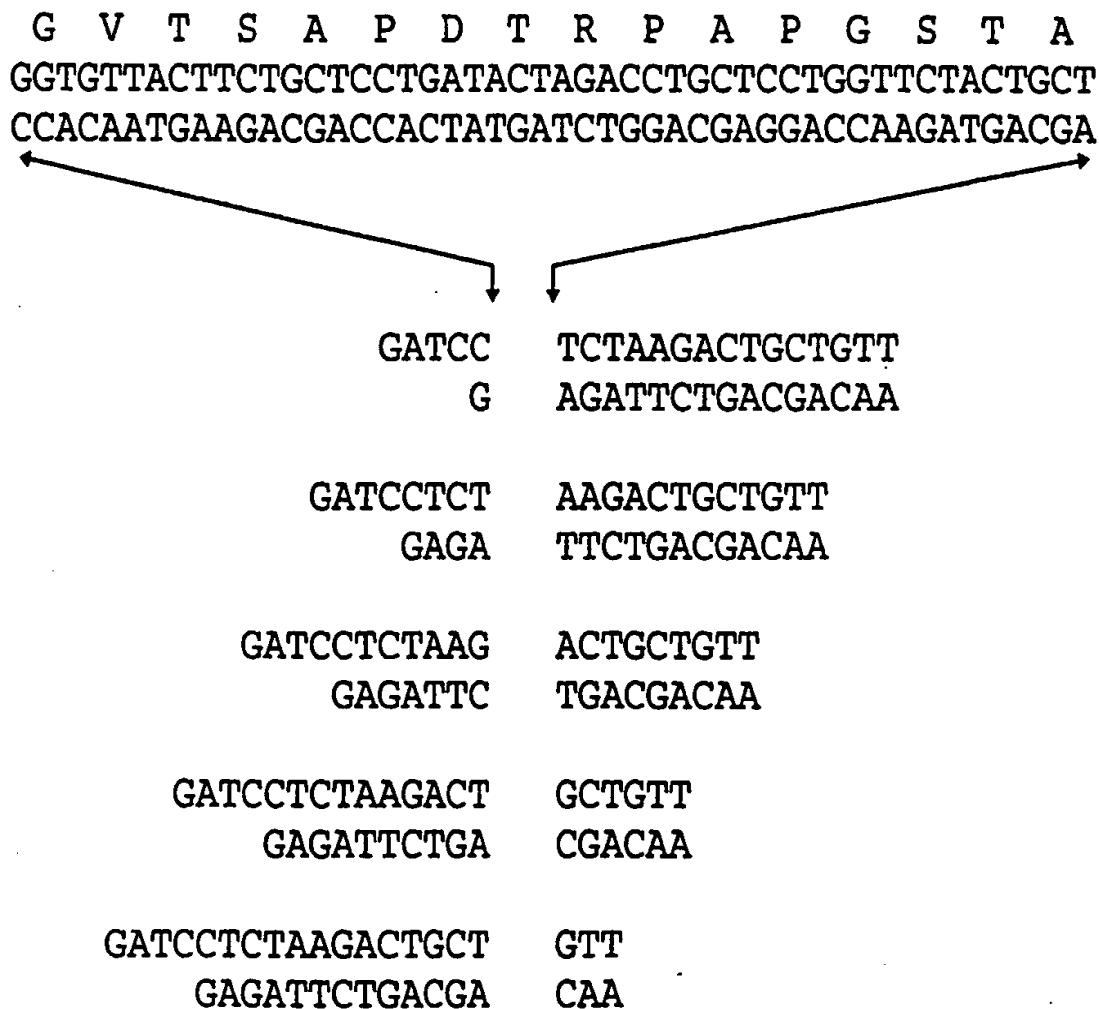 G V T S A P D T R P A P G S T A
GGTGTTACTTCTGCTCCTGATACTAGACCTGCTCCTGGTTCTACTGCT
CCACAATGAAGACGACCACTATGATCTGGACGAGGACCAAGATGACGA
GATCC TCTAAGACTGCTGTT
G AGATTCTGACGACAA
GATCCTCT AAGACTGCTGTT
GAGA TTCTGACGACAA
GATCCTCTAAG ACTGCTGTT
GAGATTC TGACGACAA
GATCCTCTAAGACT GCTGTT
GAGATTCTGA CGACAA
GATCCTCTAAGACTGCT GTT
GAGATTCTGACGA CAA